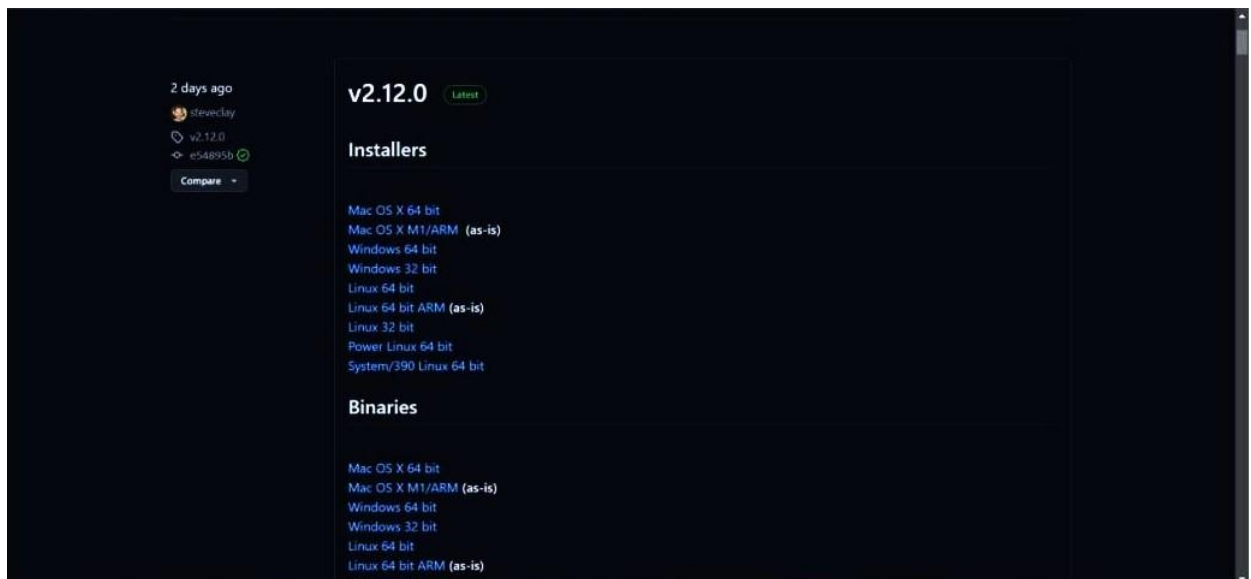 2 days ago
steveclay
v2.12.0
e54895b
Compare
v2.12.0 Latest
Installers
Mac OS X 64 bit
Mac OS X M1/ARM (as-is)
Windows 64 bit
Windows 32 bit
Linux 64 bit
Linux 64 bit ARM (as-is)
Linux 32 bit
Power Linux 64 bit
System/390 Linux 64 bit
Binaries
Mac OS X 64 bit
Mac OS X M1/ARM (as-is)
Windows 64 bit
Windows 32 bit
Linux 64 bit
Linux 64 bit ARM (as-is)